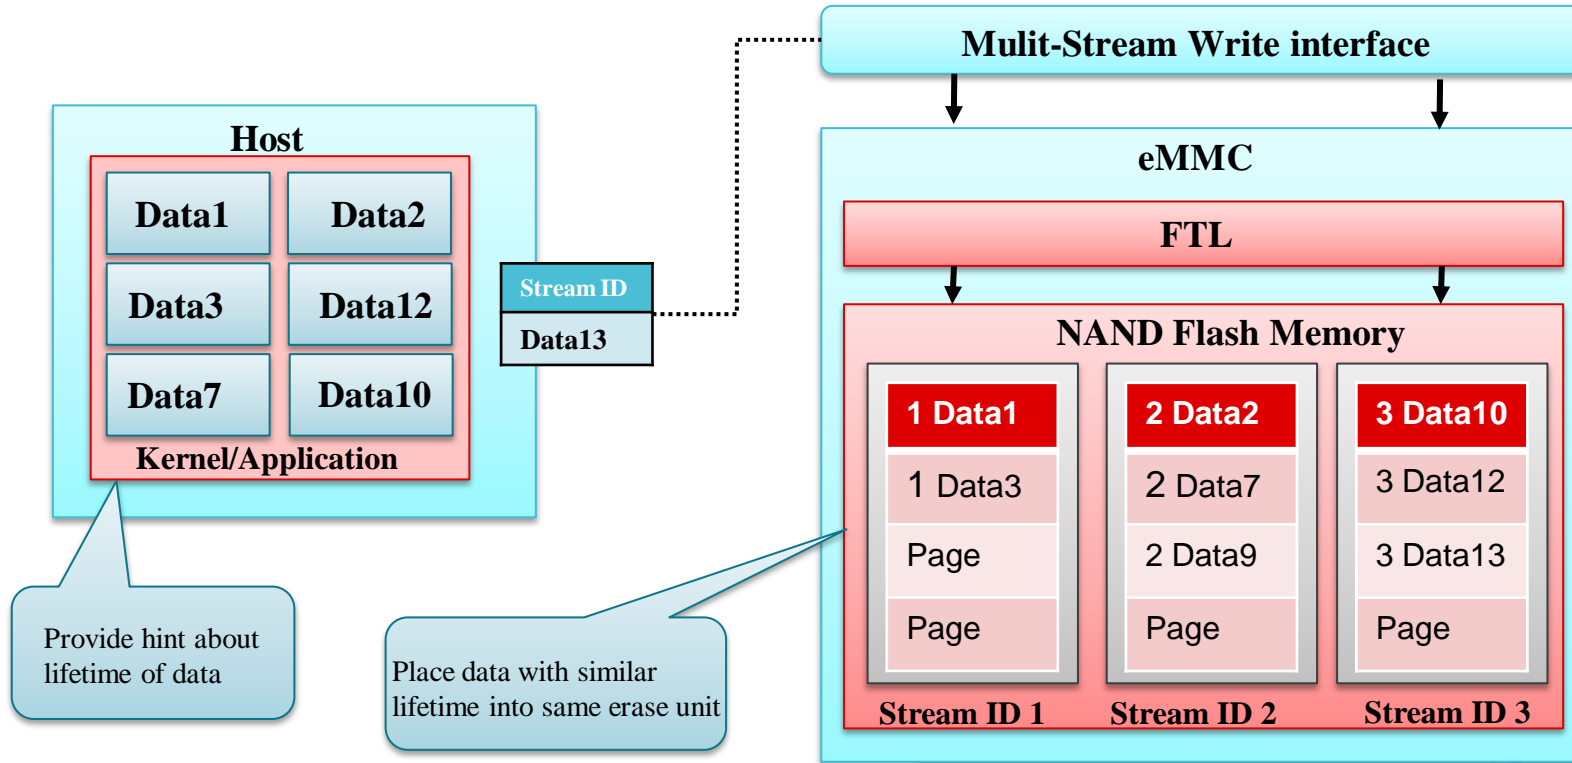 Mulit-Stream Write interface
Host
Data1
Data2
Data3
Data12
Data7
Data10
Kernel/Application
Provide hint about
lifetime of data
Stream ID
Data13
Place data with similar
lifetime into same erase unit
eMMC
FTL
NAND Flash Memory
1 Data1
1 Data3
Page
Page
Stream ID 1
2 Data2
2 Data7
2 Data9
Page
Stream ID 2
3 Data10
3 Data12
3 Data13
Page
Stream ID 3